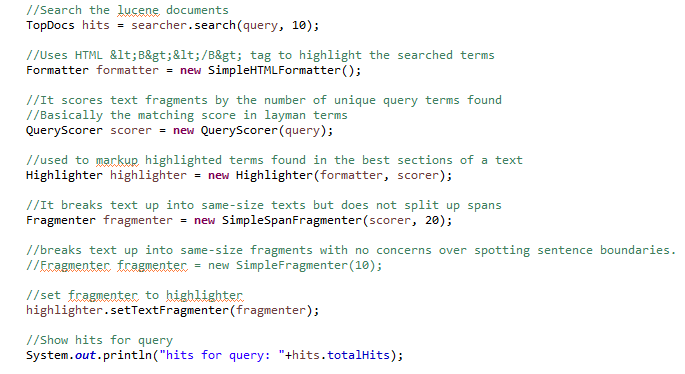 //Search the lucene documents
TopDocs hits = searcher.search(query, 10);
//Uses HTML &lt;B&gt;&lt;/B&gt; tag to highlight the searched terms
Formatter formatter = new SimpleHTMLFormatter();
//It scores text fragments by the number of unique query terms found
//Basically the matching score in layman terms
QueryScorer scorer = new QueryScorer(query);
//used to markup highlighted terms found in the best sections of a text
Highlighter highlighter = new Highlighter(formatter, scorer);
//It breaks text up into same-size texts but does not split up spans
Fragmenter fragmenter = new SimpleSpanFragmenter(scorer, 20);
//breaks text up into same-size fragments with no concerns over spotting sentence boundaries.
//Fragmenter fragmenter = new SimpleFragmenter(10);
//set fragmenter to highlighter
highlighter.setTextFragmenter(fragmenter);
//Show hits for query
System.out.println("hits for query: "+hits.totalHits);